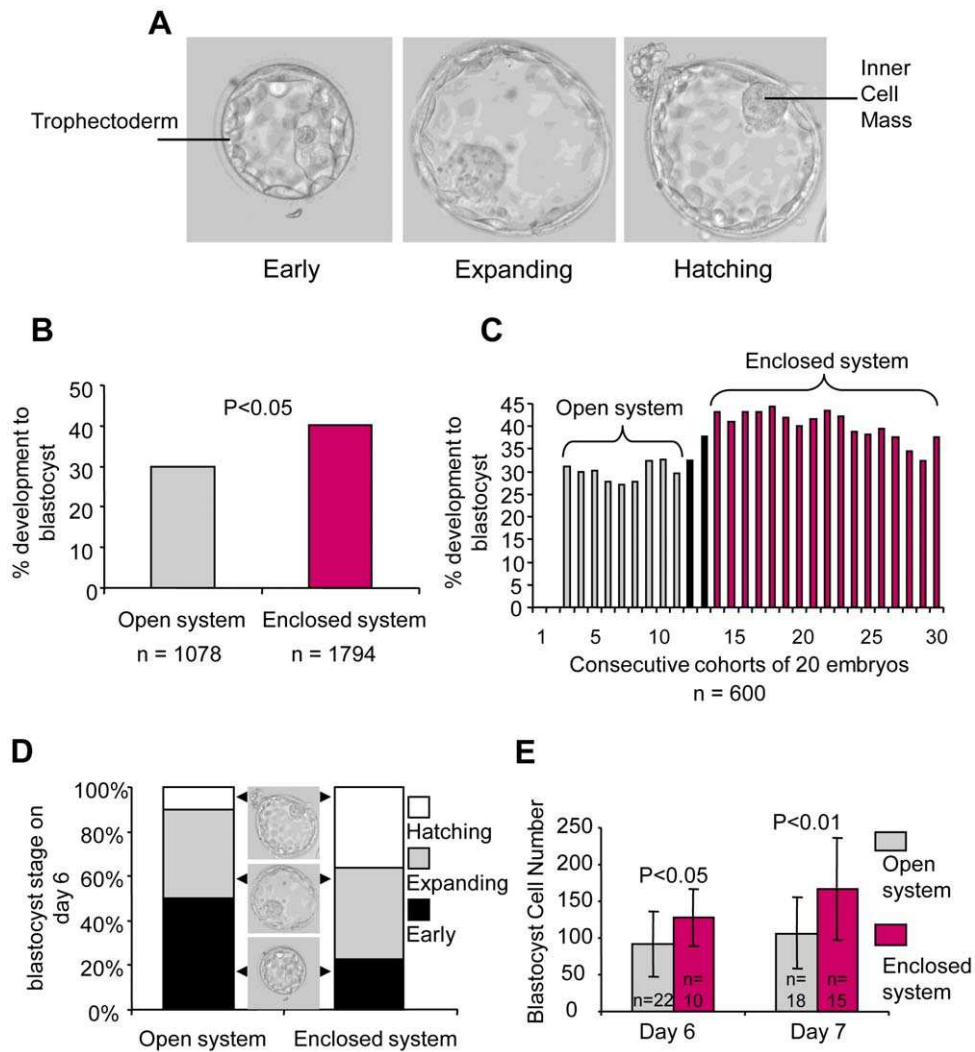 A
Trophectoderm
Inner
Cell
Mass
Early
Expanding
Hatching
B
% development to
blastocyst
50
40
30
20
10
0
P<0.05
Open system
Enclosed system
n = 1078
n = 1794
C
% development to
blastocyst
45
40
35
30
25
20
15
10
5
0
Open system
Enclosed system
1
5
10
15
20
25
30
Consecutive cohorts of 20 embryos
n = 600
D
blastocyst stage on
day 6
100%
80%
60%
40%
20%
0%
Hatching
Expanding
Early
Open system
Enclosed system
E
Blastocyst Cell Number
250
200
150
100
50
0
P<0.05
P<0.01
n=22
n=
10
n=
18
n=
15
Day 6
Day 7
Open
system
Enclosed
system